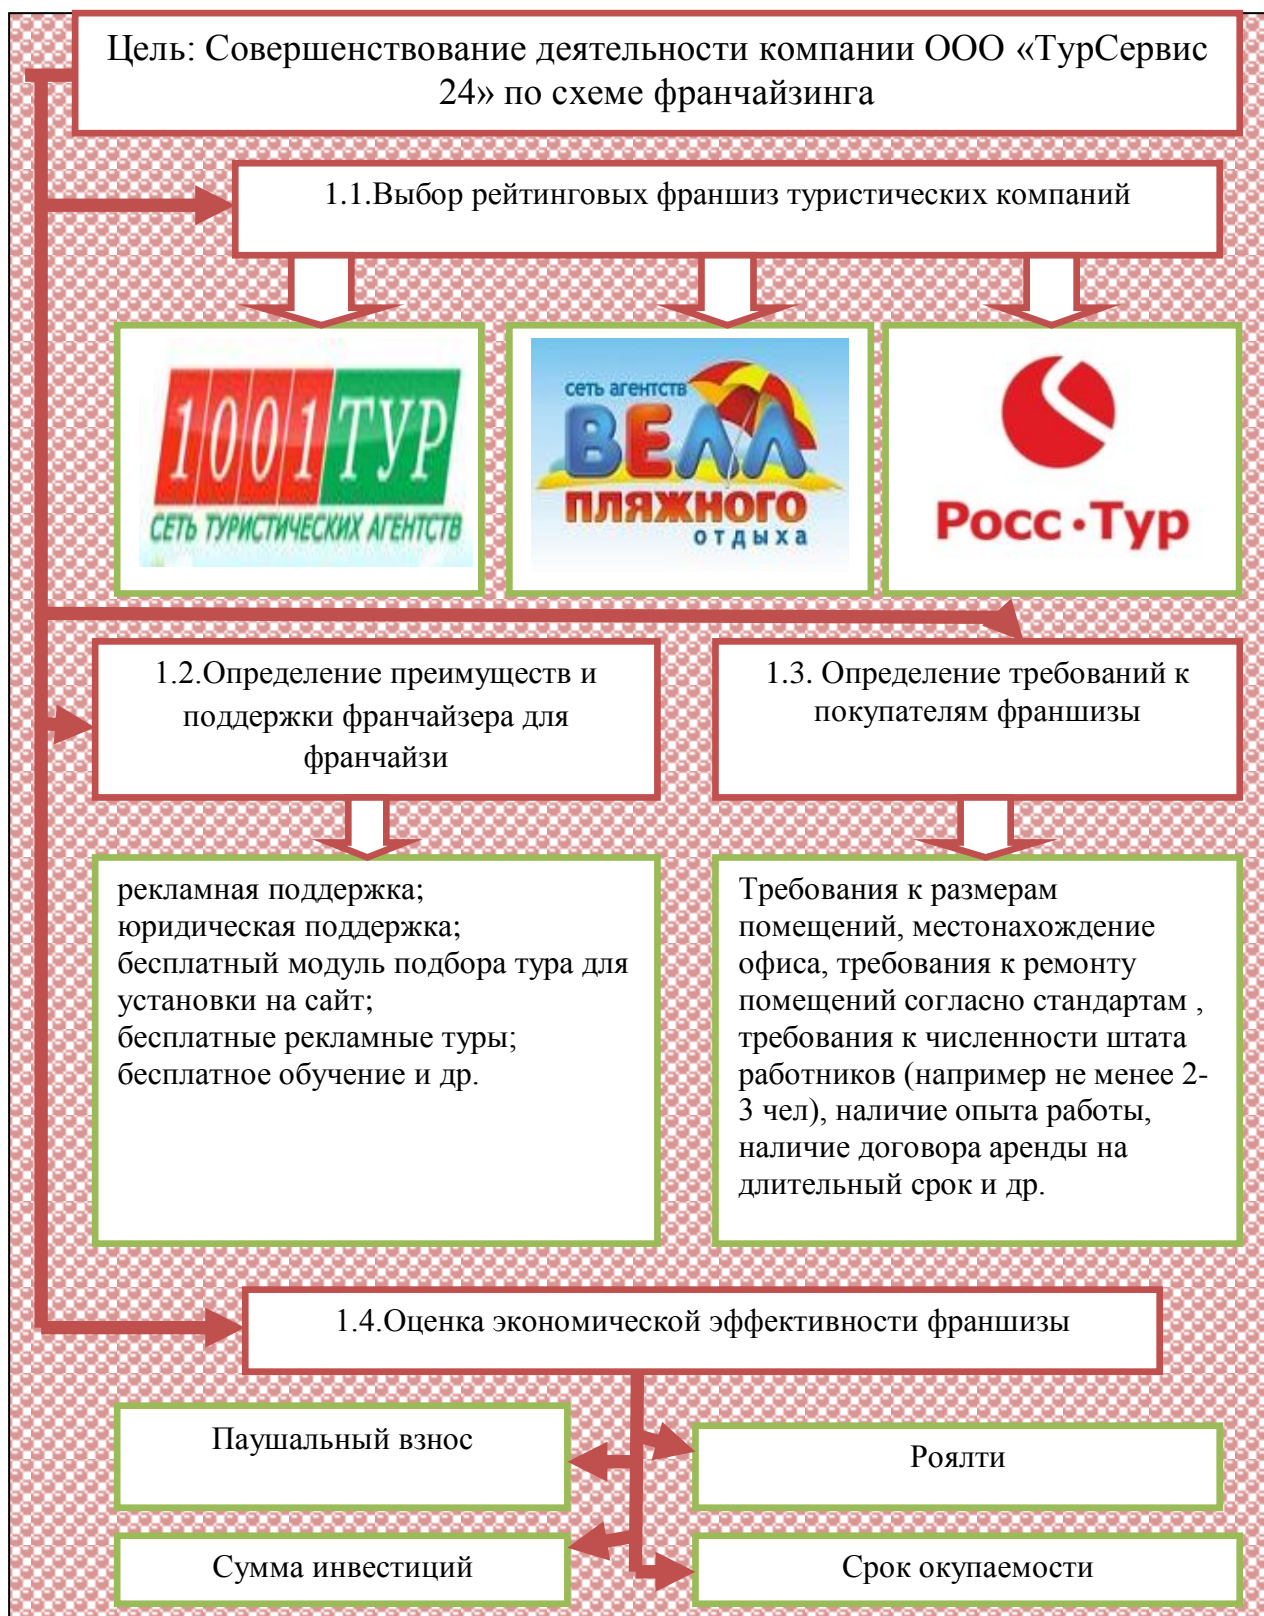 Цель: Совершенствование деятельности компании ООО «ТурСервис
24» по схеме франчайзинга
1.1.Выбор рейтинговых франшиз туристических компаний
1001 ТУР
СЕТЬ ТУРИСТИЧЕСКИХ АГЕНТСТВ
сеть агентств
ВЕЛЛ
ПЛЯЖНОГО
ОТДЫХА
Росс·Тур
1.2.Определение преимуществ и
поддержки франчайзера для
франчайзи
1.3. Определение требований к
покупателям франшизы
рекламная поддержка;
юридическая поддержка;
бесплатный модуль подбора тура для
установки на сайт;
бесплатные рекламные туры;
бесплатное обучение и др.
Требования к размерам
помещений, местонахождение
офиса, требования к ремонту
помещений согласно стандартам ,
требования к численности штата
работников (например не менее 2-
3 чел), наличие опыта работы,
наличие договора аренды на
длительный срок и др.
1.4.Оценка экономической эффективности франшизы
Паушальный взнос
Роялти
Сумма инвестиций
Срок окупаемости